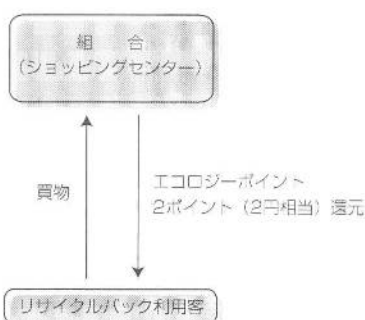 組 合
(ショッピングセンター)
買物
エコロジーポイント
2ポイント (2円相当) 還元
リサイクルバック利用客